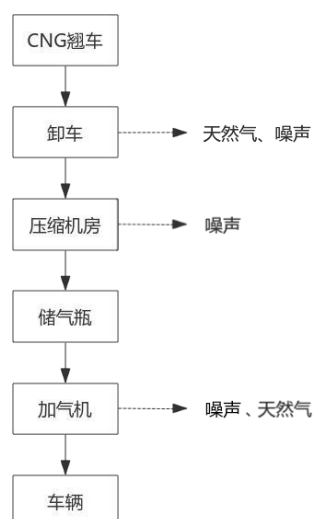 CNG翘车
卸车
天然气、噪声
压缩机房
噪声
储气瓶
加气机
噪声、天然气
车辆